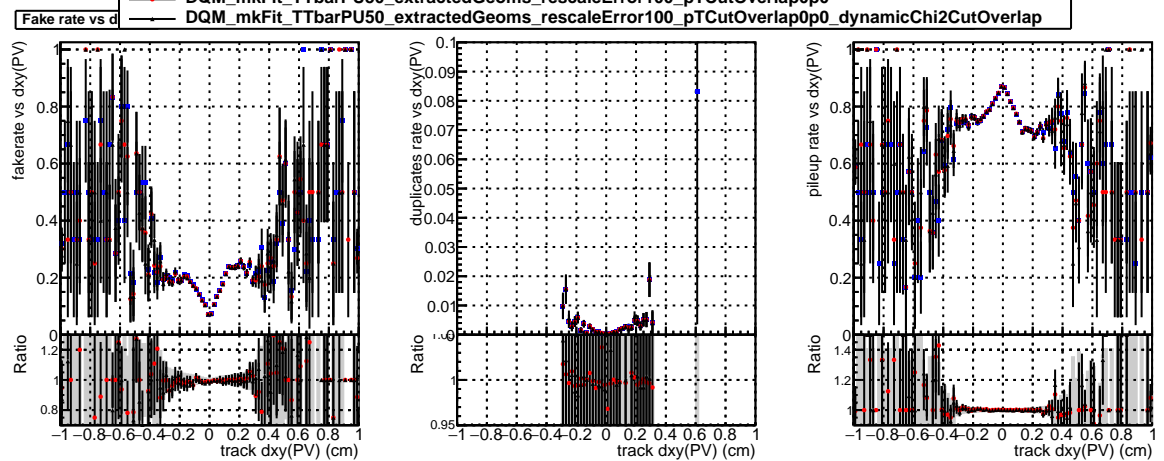 DQM_mkFit_TTbarPU50_extractedGeoms_rescaleError100_pTCutOverlap0p0
DQM_mkFit_TTbarPU50_extractedGeoms_rescaleError100_pTCutOverlap0p0_dynamicChi2CutOverlap
Fake rate vs d
fakerate vs dxy(PV)
1
0.8
0.6
0.4
0.2
0
Ratio
1.2
1
0.8
−1 −0.8 −0.6 −0.4 −0.2 0 0.2 0.4 0.6 0.8 1
track dxy(PV) (cm)
duplicates rate vs dxy(PV)
0.1
0.09
0.08
0.07
0.06
0.05
0.04
0.03
0.02
0.01
Ratio
1
0.95
−1 −0.8 −0.6 −0.4 −0.2 0 0.2 0.4 0.6 0.8 1
track dxy(PV) (cm)
pileup rate vs dxy(PV)
1
0.8
0.6
0.4
0.2
0
Ratio
1.4
1.2
1
−1 −0.8 −0.6 −0.4 −0.2 0 0.2 0.4 0.6 0.8 1
track dxy(PV) (cm)